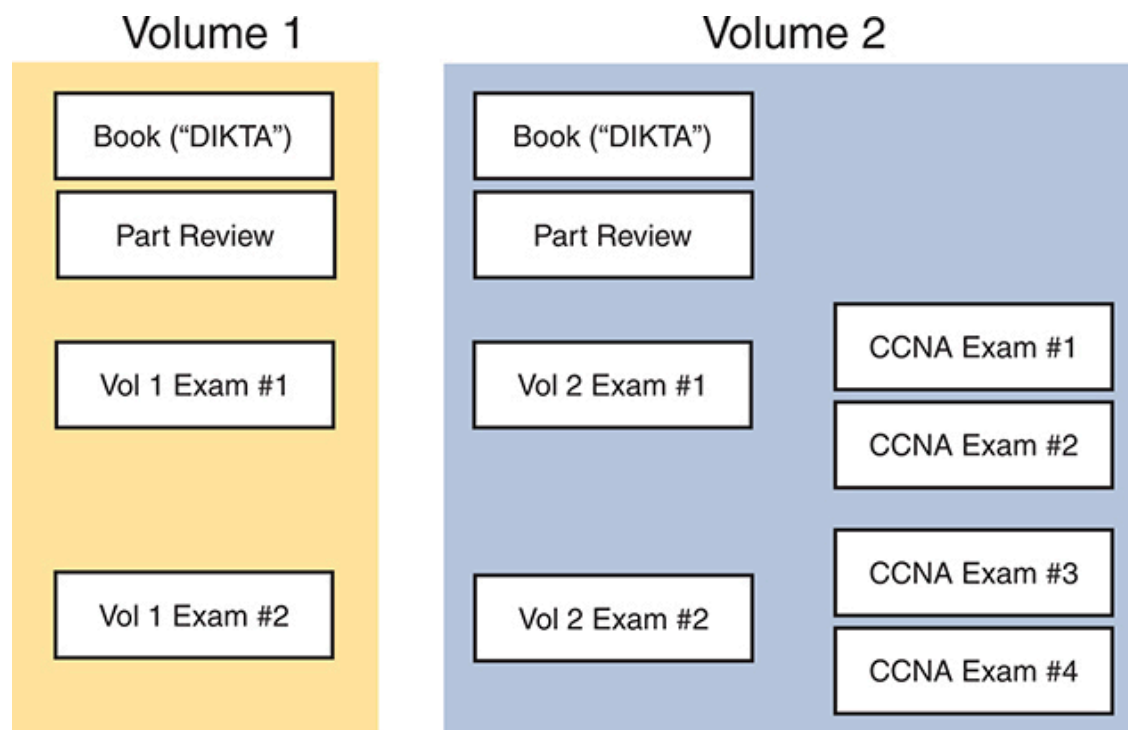 Volume 1
Book (“DIKTA”)
Part Review
Vol 1 Exam #1
Vol 1 Exam #2
Volume 2
Book (“DIKTA”)
Part Review
Vol 2 Exam #1
Vol 2 Exam #2
CCNA Exam #1
CCNA Exam #2
CCNA Exam #3
CCNA Exam #4